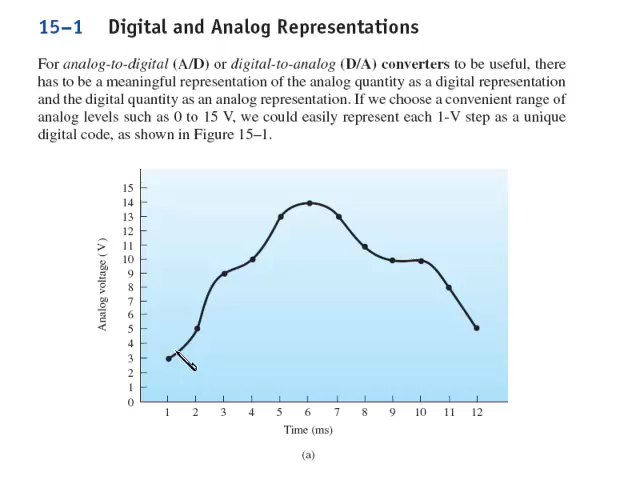 15–1 Digital and Analog Representations
For analog-to-digital (A/D) or digital-to-analog (D/A) converters to be useful, there
has to be a meaningful representation of the analog quantity as a digital representation
and the digital quantity as an analog representation. If we choose a convenient range of
analog levels such as 0 to 15 V, we could easily represent each 1-V step as a unique
digital code, as shown in Figure 15–1.
Analog voltage (V)
15
14
13
12
11
10
9
8
7
6
5
4
3
2
1
0
1 2 3 4 5 6 7 8 9 10 11 12
Time (ms)
(a)